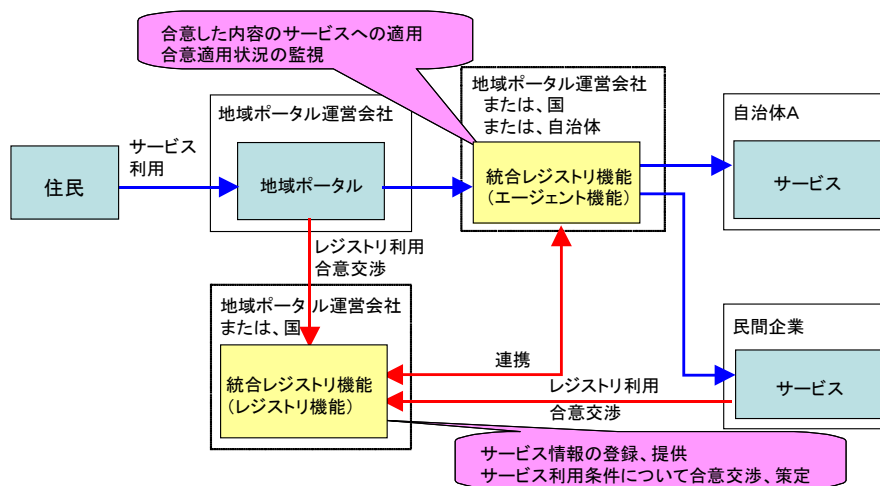 合意した内容のサービスへの適用
合意適用状況の監視
地域ポータル運営会社
または、国
または、自治体
地域ポータル運営会社
自治体A
サービス
利用
住民
地域ポータル
統合レジストリ機能
(エージェント機能)
サービス
レジストリ利用
合意交渉
地域ポータル運営会社
または、国
民間企業
統合レジストリ機能
(レジストリ機能)
連携
レジストリ利用
合意交渉
サービス
サービス情報の登録、提供
サービス利用条件について合意交渉、策定